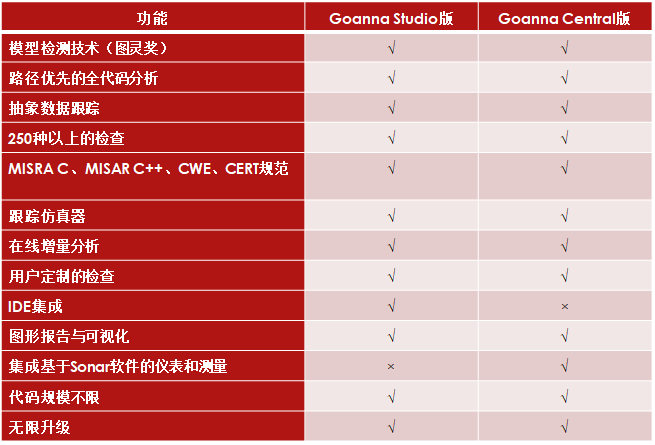 功能 Goanna Studio版 Goanna Central版
模型检测技术（图灵奖） √ √
路径优先的全代码分析 √ √
抽象数据跟踪 √ √
250种以上的检查 √ √
MISRA C、MISAR C++、CWE、CERT规范 √ √
跟踪仿真器 √ √
在线增量分析 √ √
用户定制的检查 √ √
IDE集成 √ ×
图形报告与可视化 √ √
集成基于Sonar软件的仪表和测量 × √
代码规模不限 √ √
无限升级 √ √